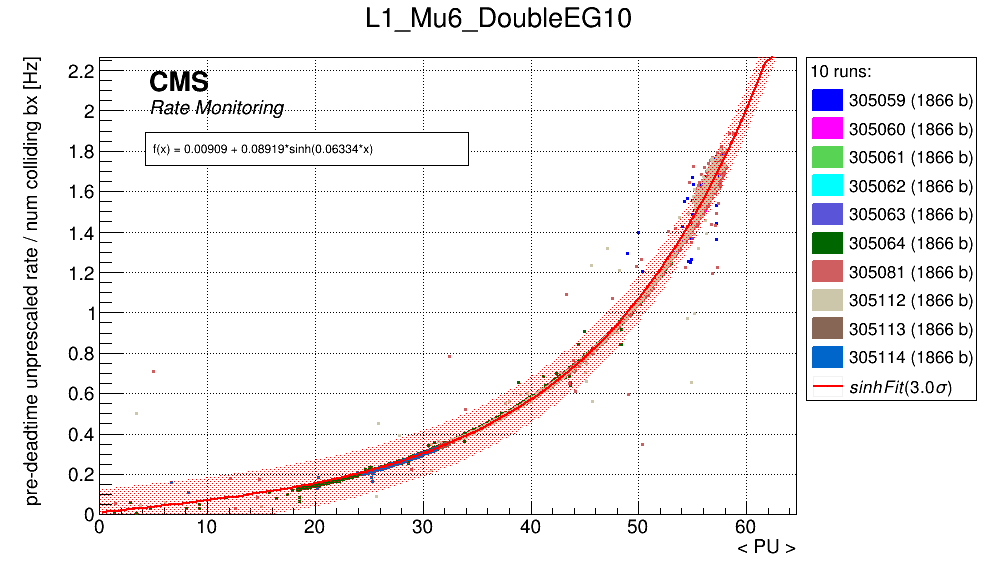 L1_Mu6_DoubleEG10
pre-deadtime unprescaled rate / num colliding bx [Hz]
2.2
2
1.8
1.6
1.4
1.2
1
0.8
0.6
0.4
0.2
0
CMS
Rate Monitoring
f(x) = 0.00909 + 0.08919*sinh(0.06334*x)
0 10 20 30 40 50 60
< PU >
10 runs:
305059 (1866 b)
305060 (1866 b)
305061 (1866 b)
305062 (1866 b)
305063 (1866 b)
305064 (1866 b)
305081 (1866 b)
305112 (1866 b)
305113 (1866 b)
305114 (1866 b)
sinhFit(3.0σ)